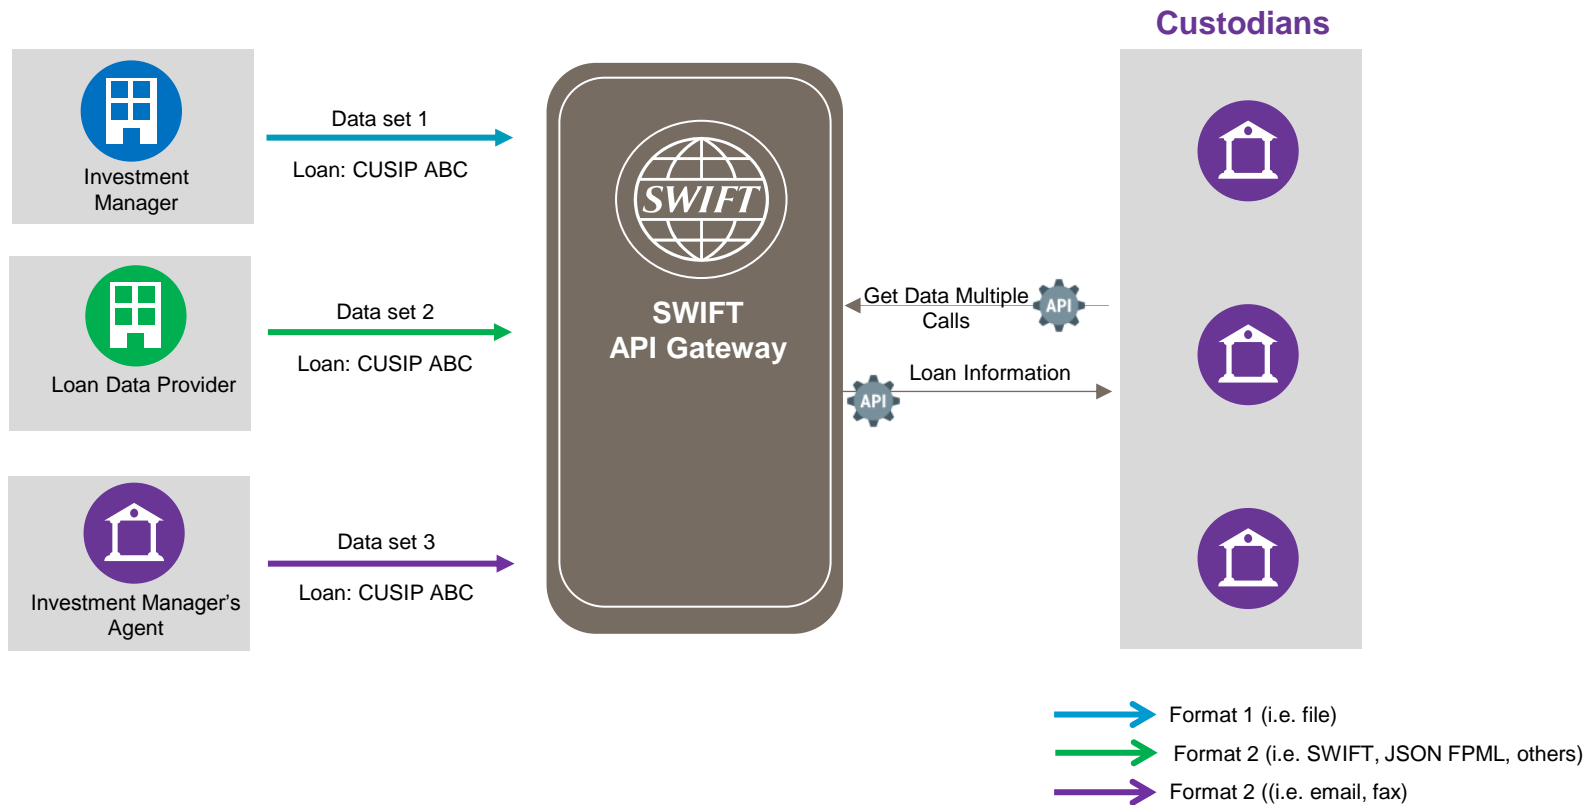 Custodians
Investment
Manager
Data set 1
Loan: CUSIP ABC
Loan Data Provider
Data set 2
Loan: CUSIP ABC
Investment Manager’s
Agent
Data set 3
Loan: CUSIP ABC
SWIFT
SWIFT
API Gateway
Get Data Multiple
Calls
API
Loan Information
API
Format 1 (i.e. file)
Format 2 (i.e. SWIFT, JSON FPML, others)
Format 2 ((i.e. email, fax)